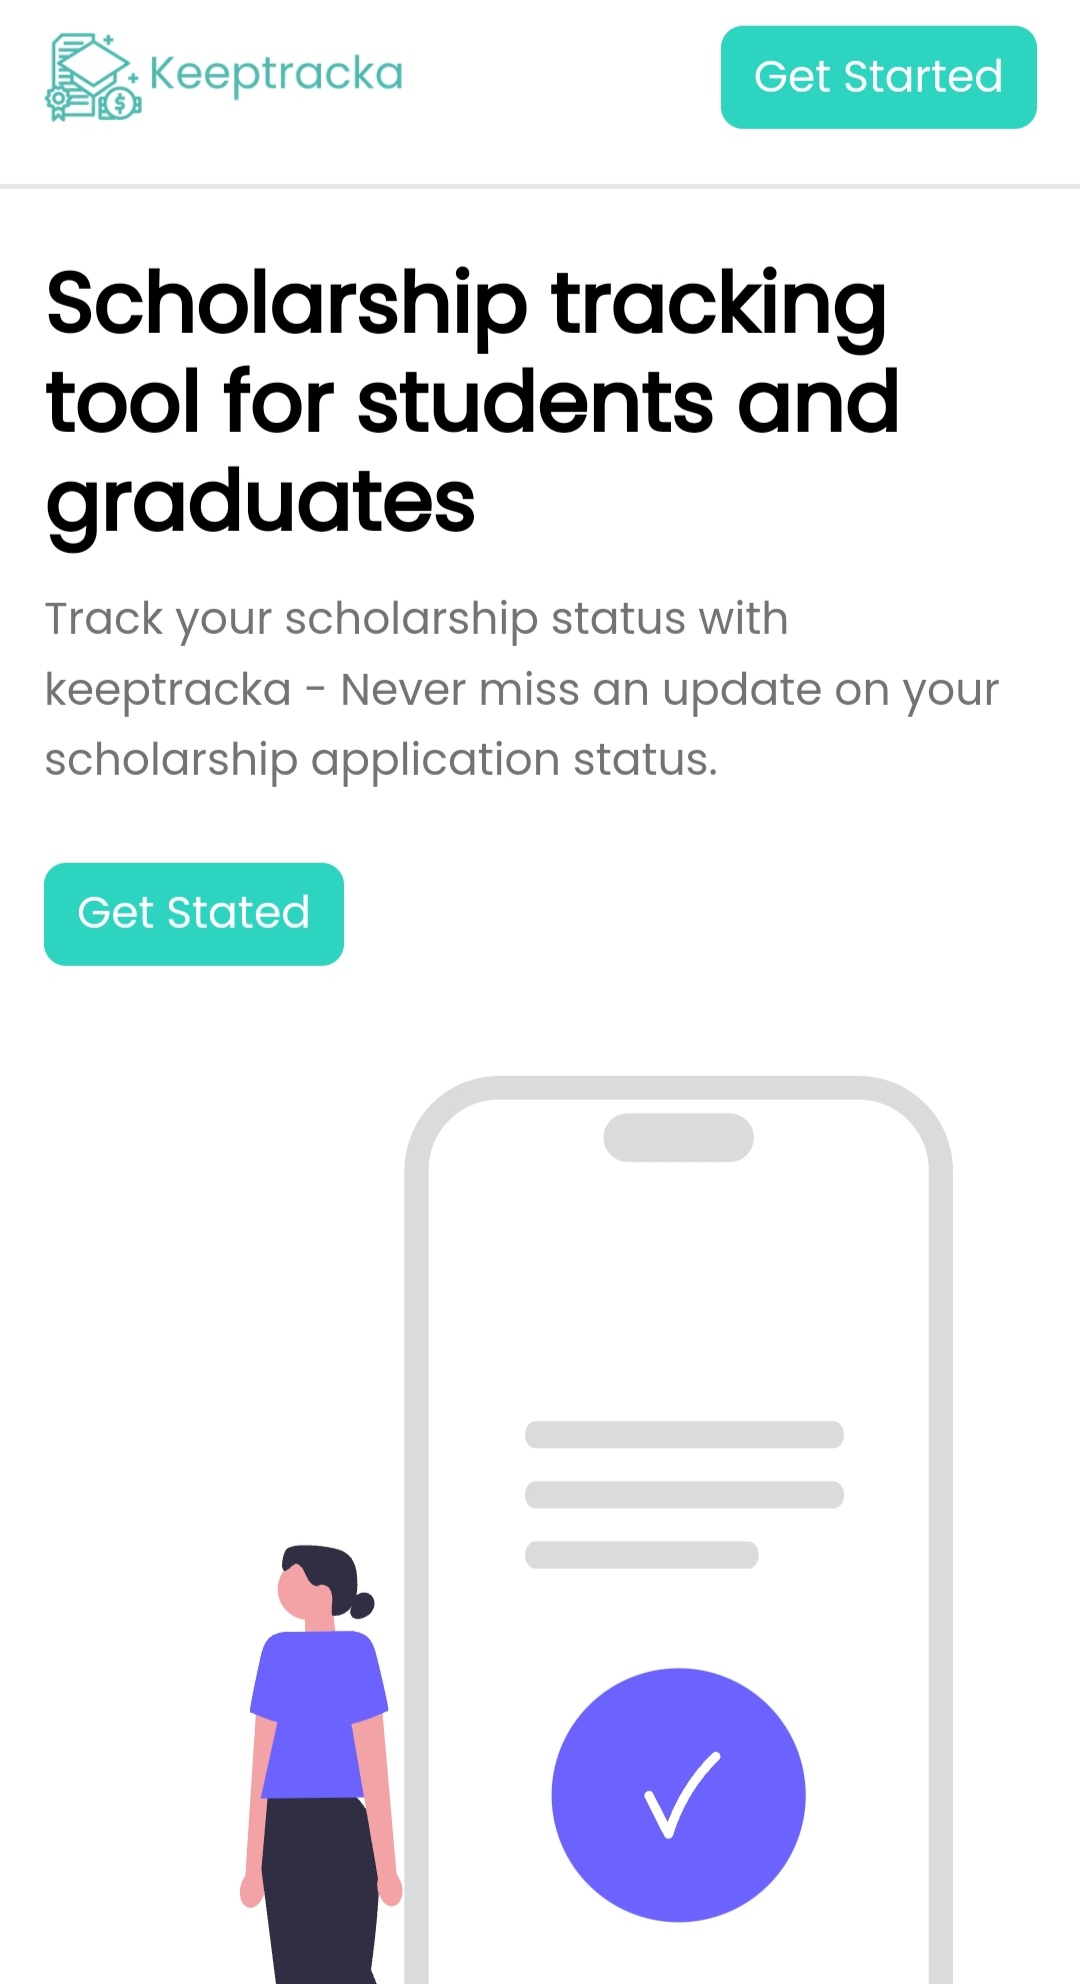 Keeptracka
Get Started
Scholarship tracking
tool for students and
graduates
Track your scholarship status with
keeptracka - Never miss an update on your
scholarship application status.
Get Stated